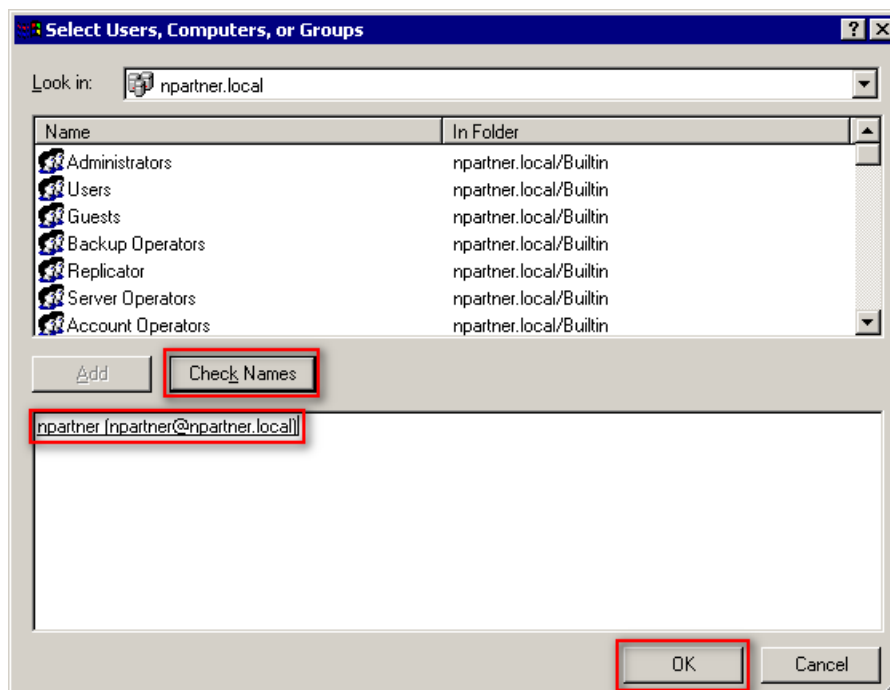 Select Users, Computers, or Groups
Look in: npartner.local
Name In Folder
Administrators npartner.local/Builtin
Users npartner.local/Builtin
Guests npartner.local/Builtin
Backup Operators npartner.local/Builtin
Replicator npartner.local/Builtin
Server Operators npartner.local/Builtin
Account Operators npartner.local/Builtin
Add Check Names
npartner (npartner@npartner.local)
OK Cancel